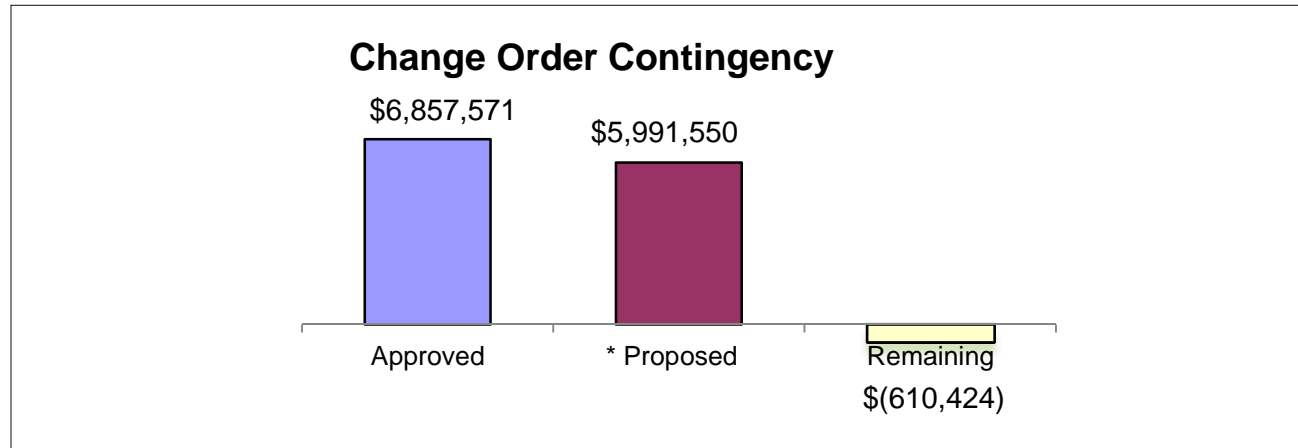 Change Order Contingency
$6,857,571
$5,991,550
Approved
* Proposed
Remaining
$(610,424)